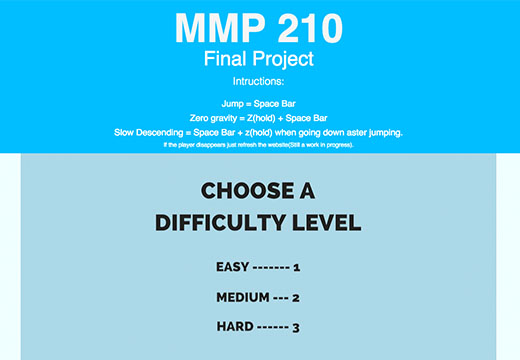 MMP 210
Final Project
Intructions:
Jump = Space Bar
Zero gravity = Z(hold) + Space Bar
Slow Descending = Space Bar + z(hold) when going down aster jumping.
If the player disappears just refresh the website(Still a work in progress).
CHOOSE A
DIFFICULTY LEVEL
EASY ------- 1
MEDIUM --- 2
HARD ------ 3